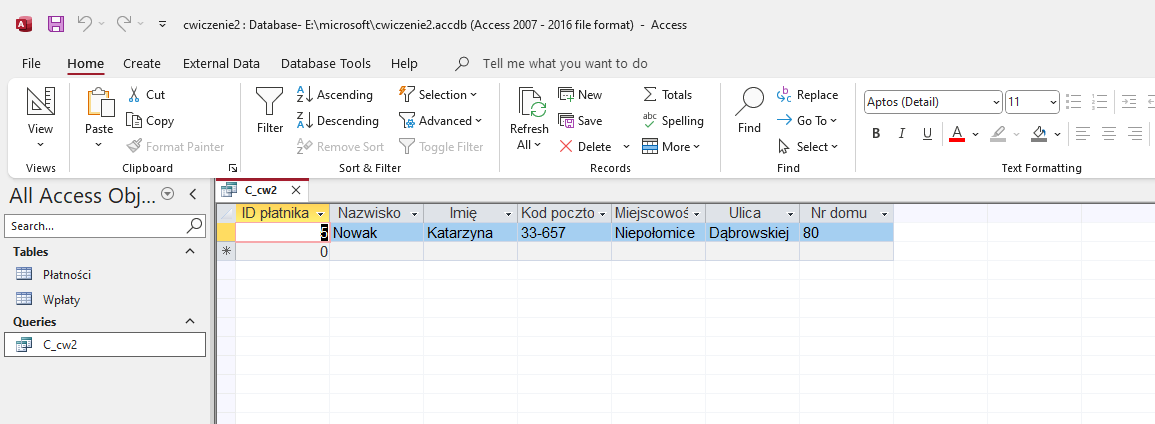 cwiczenie2 : Database- E:\microsoft\cwiczenie2.accdb (Access 2007 - 2016 file format) - Access
File Home Create External Data Database Tools Help Tell me what you want to do
View
Views
Paste
Cut
Copy
Format Painter
Clipboard
Filter
Ascending
Descending
Remove Sort
Selection
Advanced
Toggle Filter
Sort & Filter
Refresh
All
New
Save
Delete
Totals
Spelling
More
Records
Find
Replace
Go To
Select
Find
Aptos (Detail) 11
B I U A
Text Formatting
All Access Obj...
Search...
Tables
Płatności
Wpłaty
Queries
C_cw2
C_cw2
ID płatnika Nazwisko Imię Kod poczto Miejscowoś Ulica Nr domu
5 Nowak Katarzyna 33-657 Niepołomice Dąbrowskiej 80
* 0